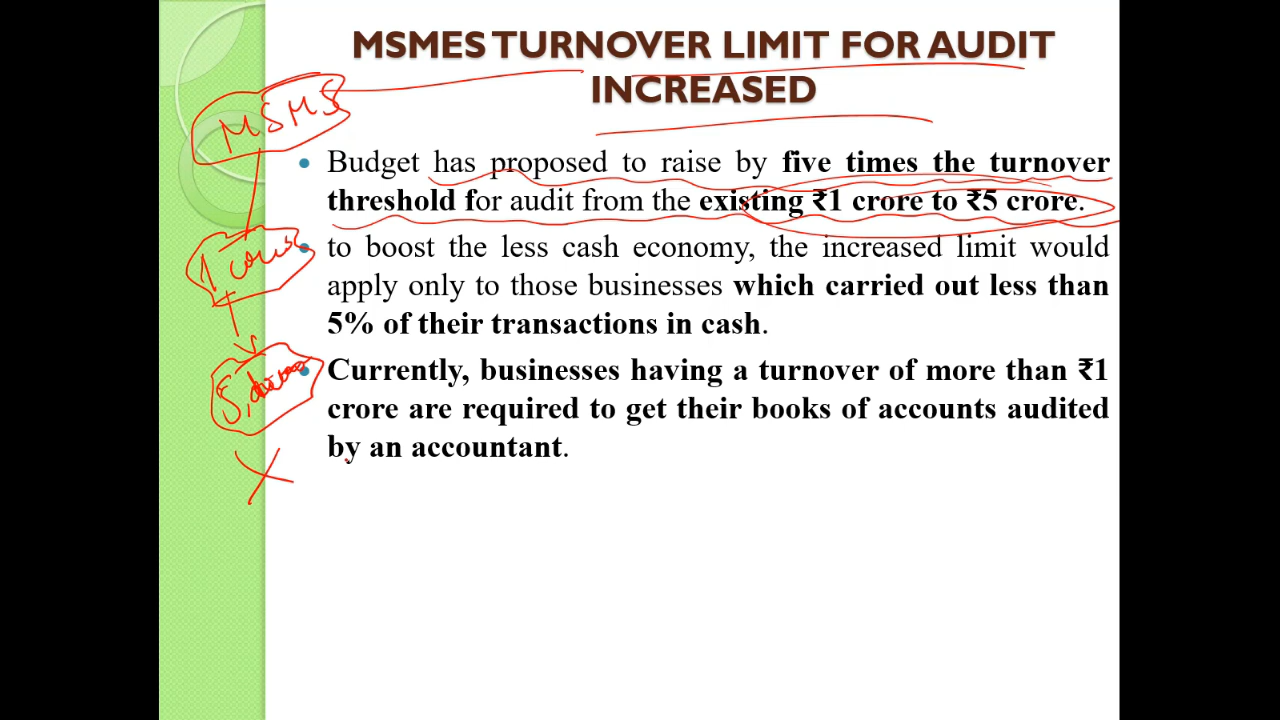 MSMES TURNOVER LIMIT FOR AUDIT
INCREASED
MSMS
Budget has proposed to raise by five times the turnover
threshold for audit from the existing ₹1 crore to ₹5 crore.
to boost the less cash economy, the increased limit would
apply only to those businesses which carried out less than
5% of their transactions in cash.
Currently, businesses having a turnover of more than ₹1
crore are required to get their books of accounts audited
by an accountant.